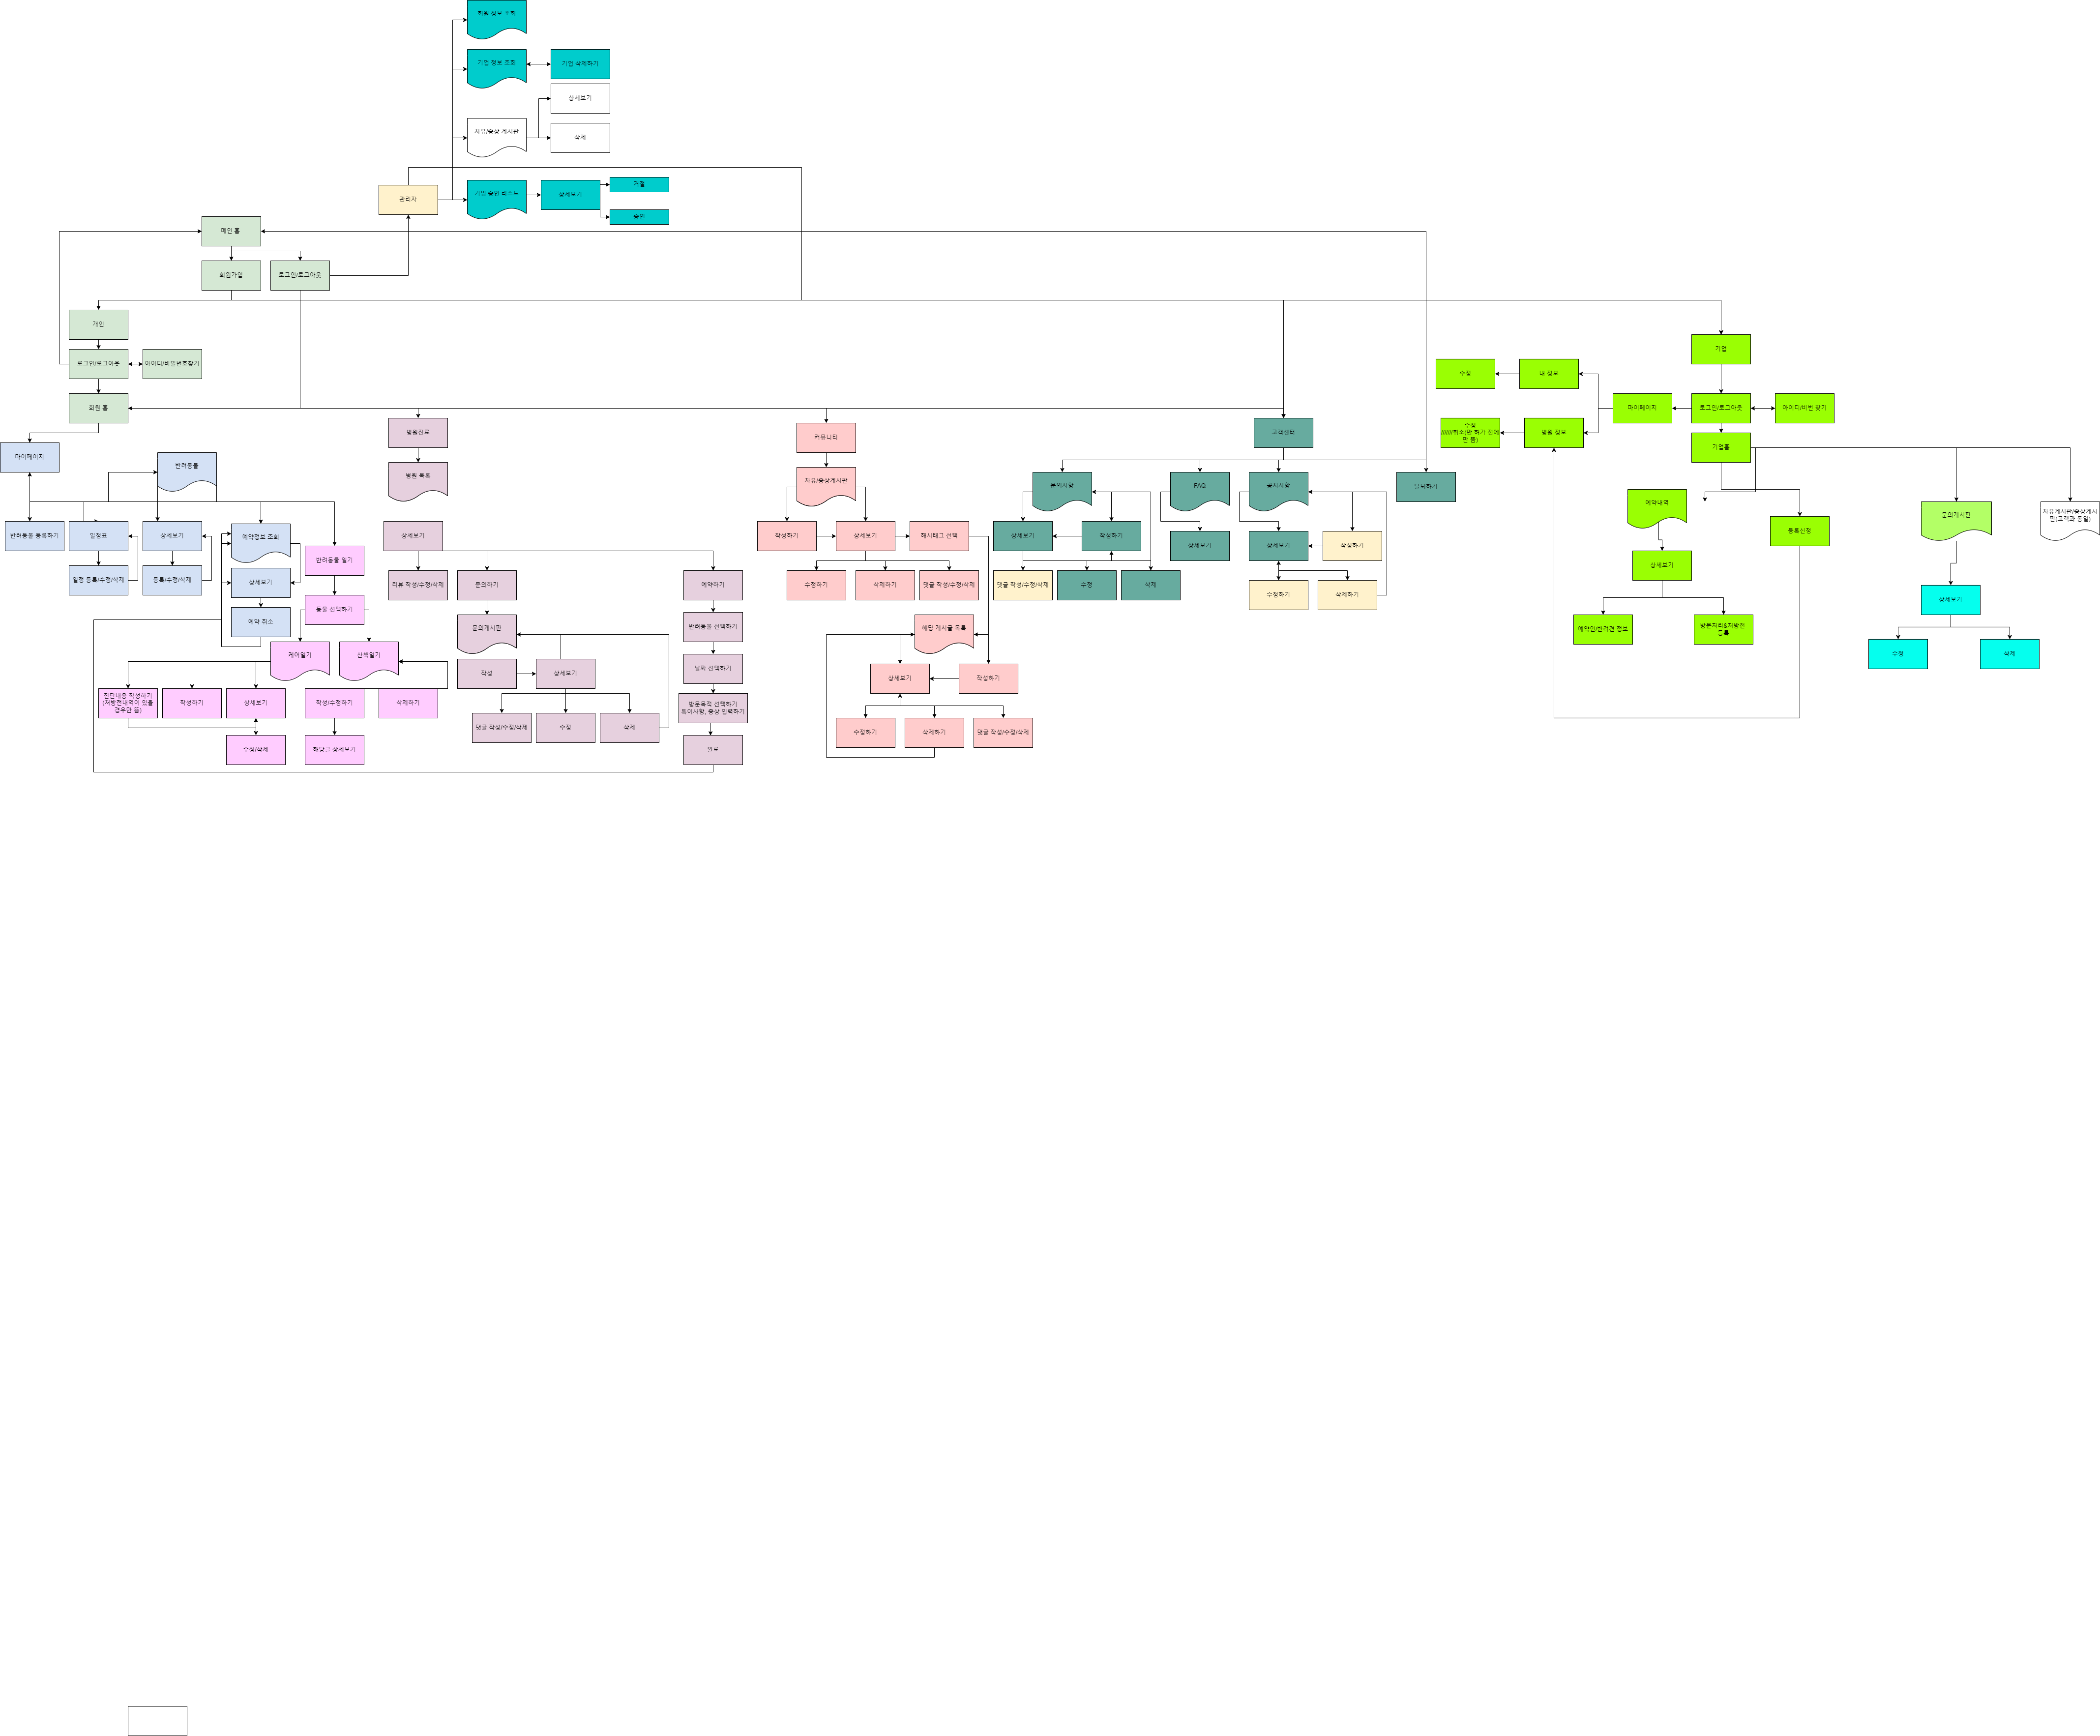 회원 정보 조회
기업 정보 조회
기업 삭제하기
상세보기
자유/증상 게시판
삭제
관리자
기업 승인 리스트
상세보기
거절
승인
메인 홈
회원가입
로그인/로그아웃
개인
로그인/로그아웃
아이디/비밀번호찾기
회원 홈
기업
수정
내 정보
마이페이지
로그인/로그아웃
아이디/비번 찾기
수정
/////취소(만 허가 전에
만 뜸)
병원 정보
기업홈
마이페이지
반려동물
반려동물 등록하기
일정표
상세보기
예약정보 조회
일정 등록/수정/삭제
등록/수정/삭제
상세보기
예약 취소
반려동물 일기
동물 선택하기
케어일기
산책일기
진단내용 작성하기
(처방전내역이 있을
경우만 뜸)
작성하기
상세보기
수정/삭제
작성/수정하기
삭제하기
해당글 상세보기
병원진료
병원 목록
상세보기
리뷰 작성/수정/삭제
문의하기
문의게시판
작성
상세보기
댓글 작성/수정/삭제
수정
삭제
예약하기
반려동물 선택하기
날짜 선택하기
방문목적 선택하기
특이사항, 증상 입력하기
완료
커뮤니티
자유/증상게시판
작성하기
상세보기
해시태그 선택
수정하기
삭제하기
댓글 작성/수정/삭제
해당 게시글 목록
상세보기
작성하기
수정하기
삭제하기
댓글 작성/수정/삭제
고객센터
문의사항
FAQ
공지사항
탈퇴하기
상세보기
작성하기
상세보기
상세보기
작성하기
댓글 작성/수정/삭제
수정
삭제
수정하기
삭제하기
예약내역
등록신청
상세보기
예약인/반려견 정보
방문처리&처방전
등록
문의게시판
자유게시판/증상게시
판(고객과 동일)
상세보기
수정
삭제